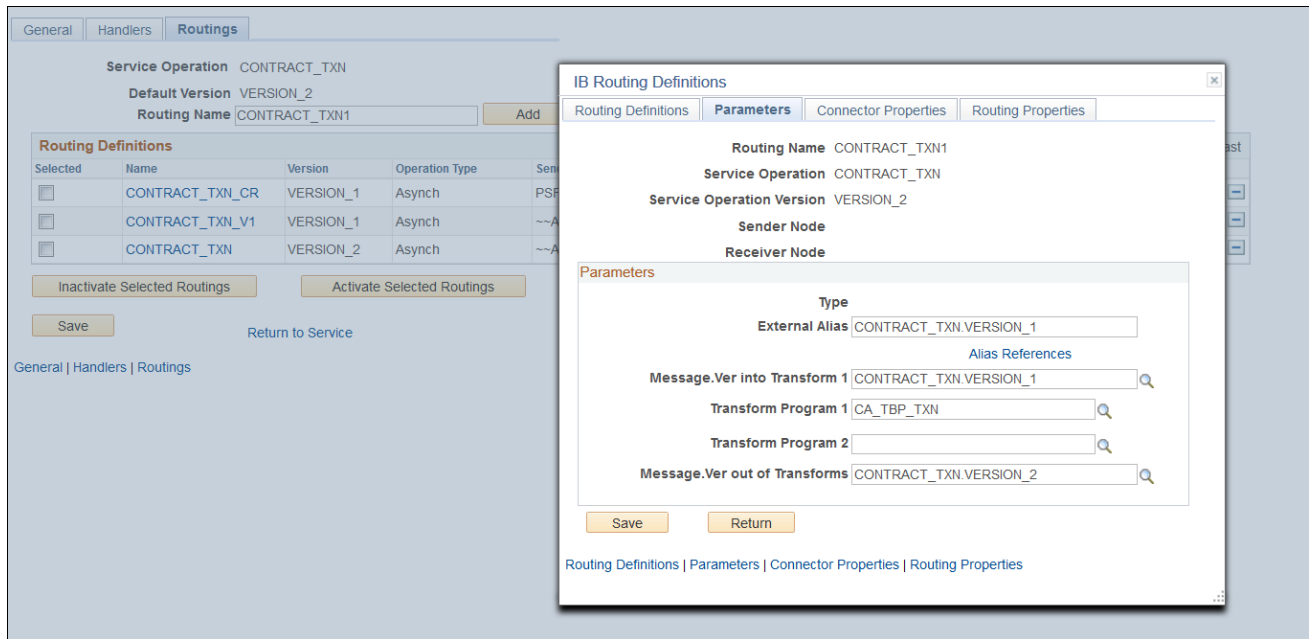 General Handlers Routings
Service Operation CONTRACT_TXN
Default Version VERSION_2
Routing Name CONTRACT_TXN1 Add
Routing Definitions
Selected Name Version Operation Type
CONTRACT_TXN_CR VERSION_1 Asynch
CONTRACT_TXN_V1 VERSION_1 Asynch ~~A
CONTRACT_TXN VERSION_2 Asynch ~~A
Inactivate Selected Routings Activate Selected Routings
Save Return to Service
General | Handlers | Routings
IB Routing Definitions
Routing Definitions Parameters Connector Properties Routing Properties
Routing Name CONTRACT_TXN1
Service Operation CONTRACT_TXN
Service Operation Version VERSION_2
Sender Node
Receiver Node
Parameters
Type
External Alias CONTRACT_TXN.VERSION_1
Alias References
Message.Ver into Transform 1 CONTRACT_TXN.VERSION_1
Transform Program 1 CA_TBP_TXN
Transform Program 2
Message.Ver out of Transforms CONTRACT_TXN.VERSION_2
Save Return
Routing Definitions | Parameters | Connector Properties | Routing Properties